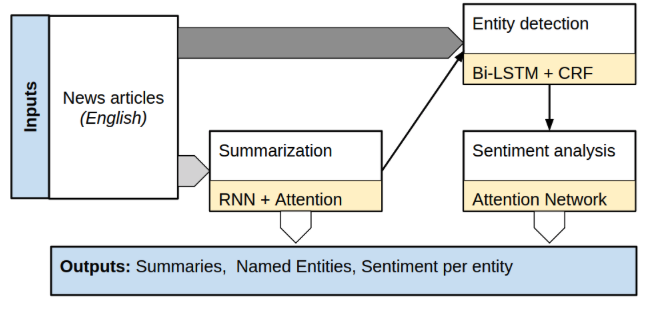 Inputs
News articles
(English)
Entity detection
Bi-LSTM + CRF
Summarization
RNN + Attention
Sentiment analysis
Attention Network
Outputs: Summaries, Named Entities, Sentiment per entity